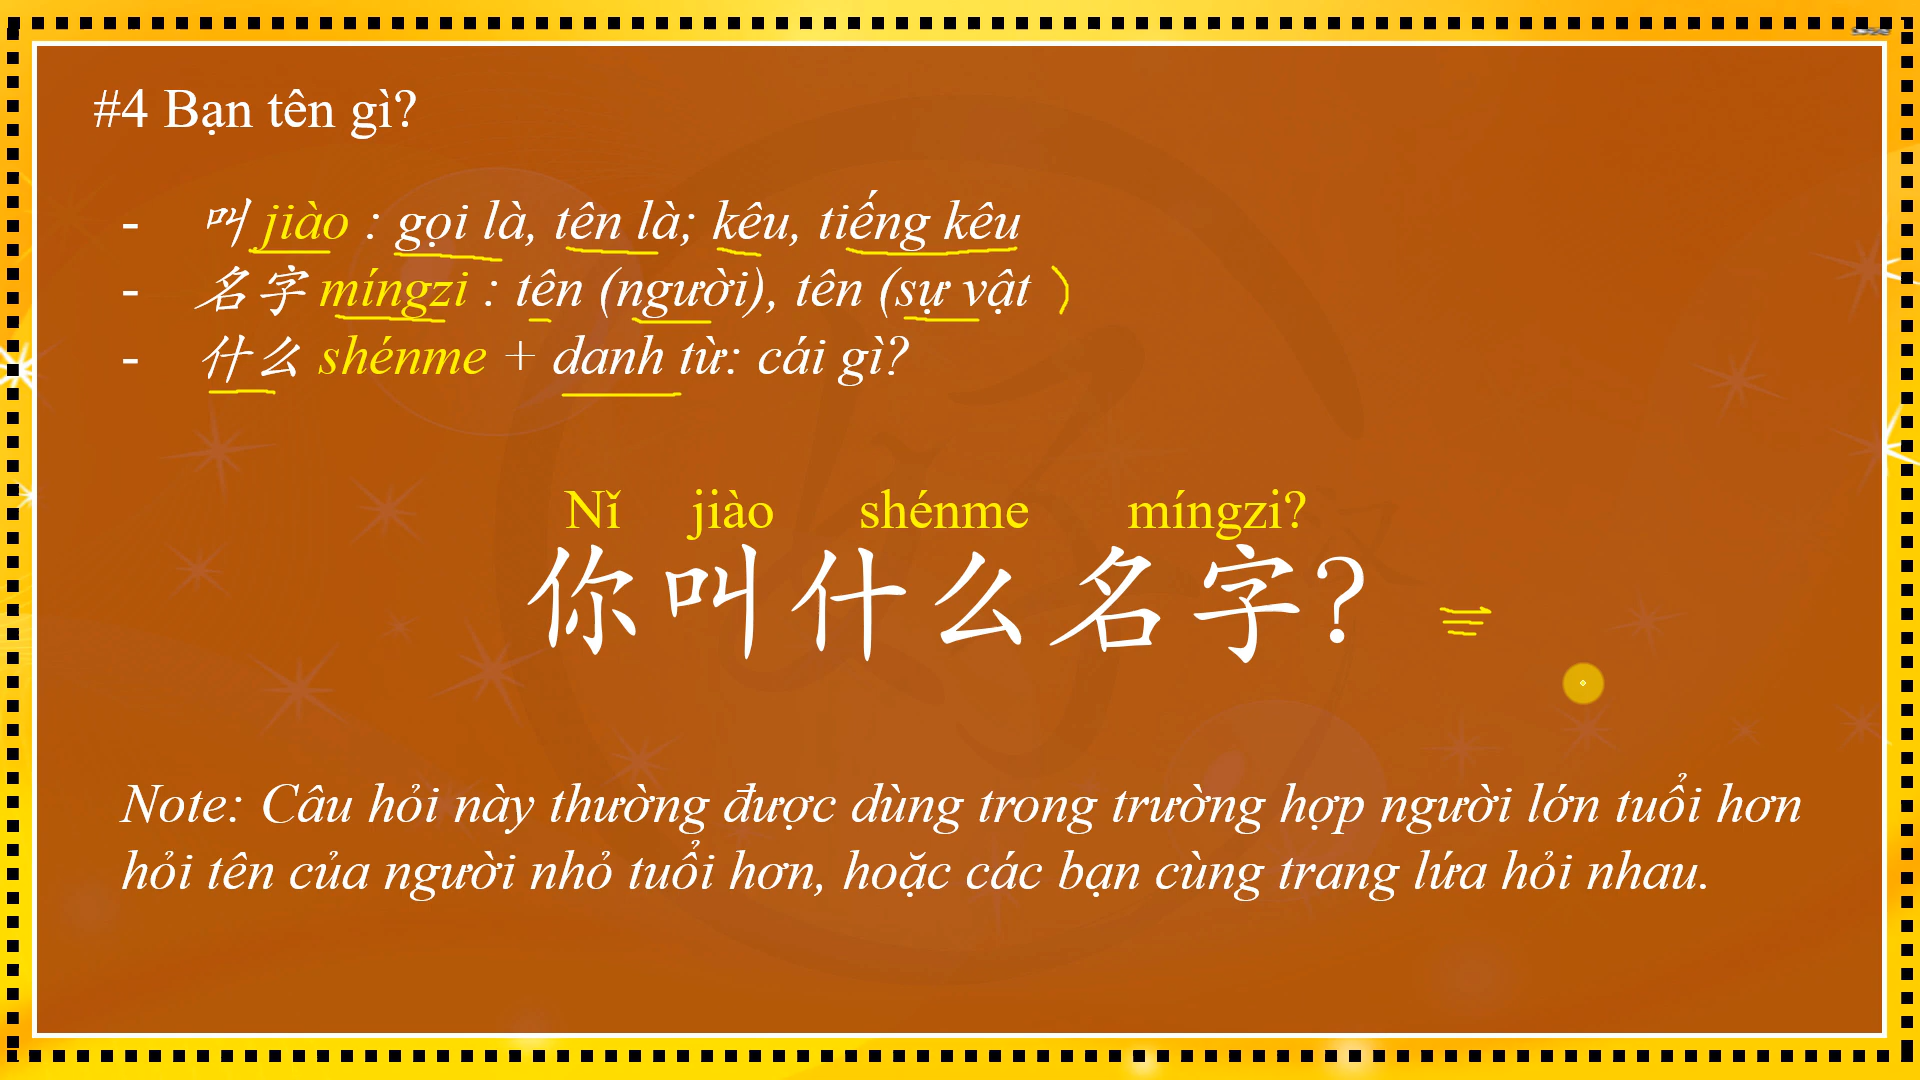 #4 Bạn tên gì?
- 叫 jiào : gọi là, tên là; kêu, tiếng kêu
- 名字 míngzi : tên (người), tên (sự vật )
- 什么 shénme + danh từ: cái gì?
Nǐ jiào shénme míngzi?
你叫什么名字?
Note: Câu hỏi này thường được dùng trong trường hợp người lớn tuổi hơn
hỏi tên của người nhỏ tuổi hơn, hoặc các bạn cùng trang lứa hỏi nhau.